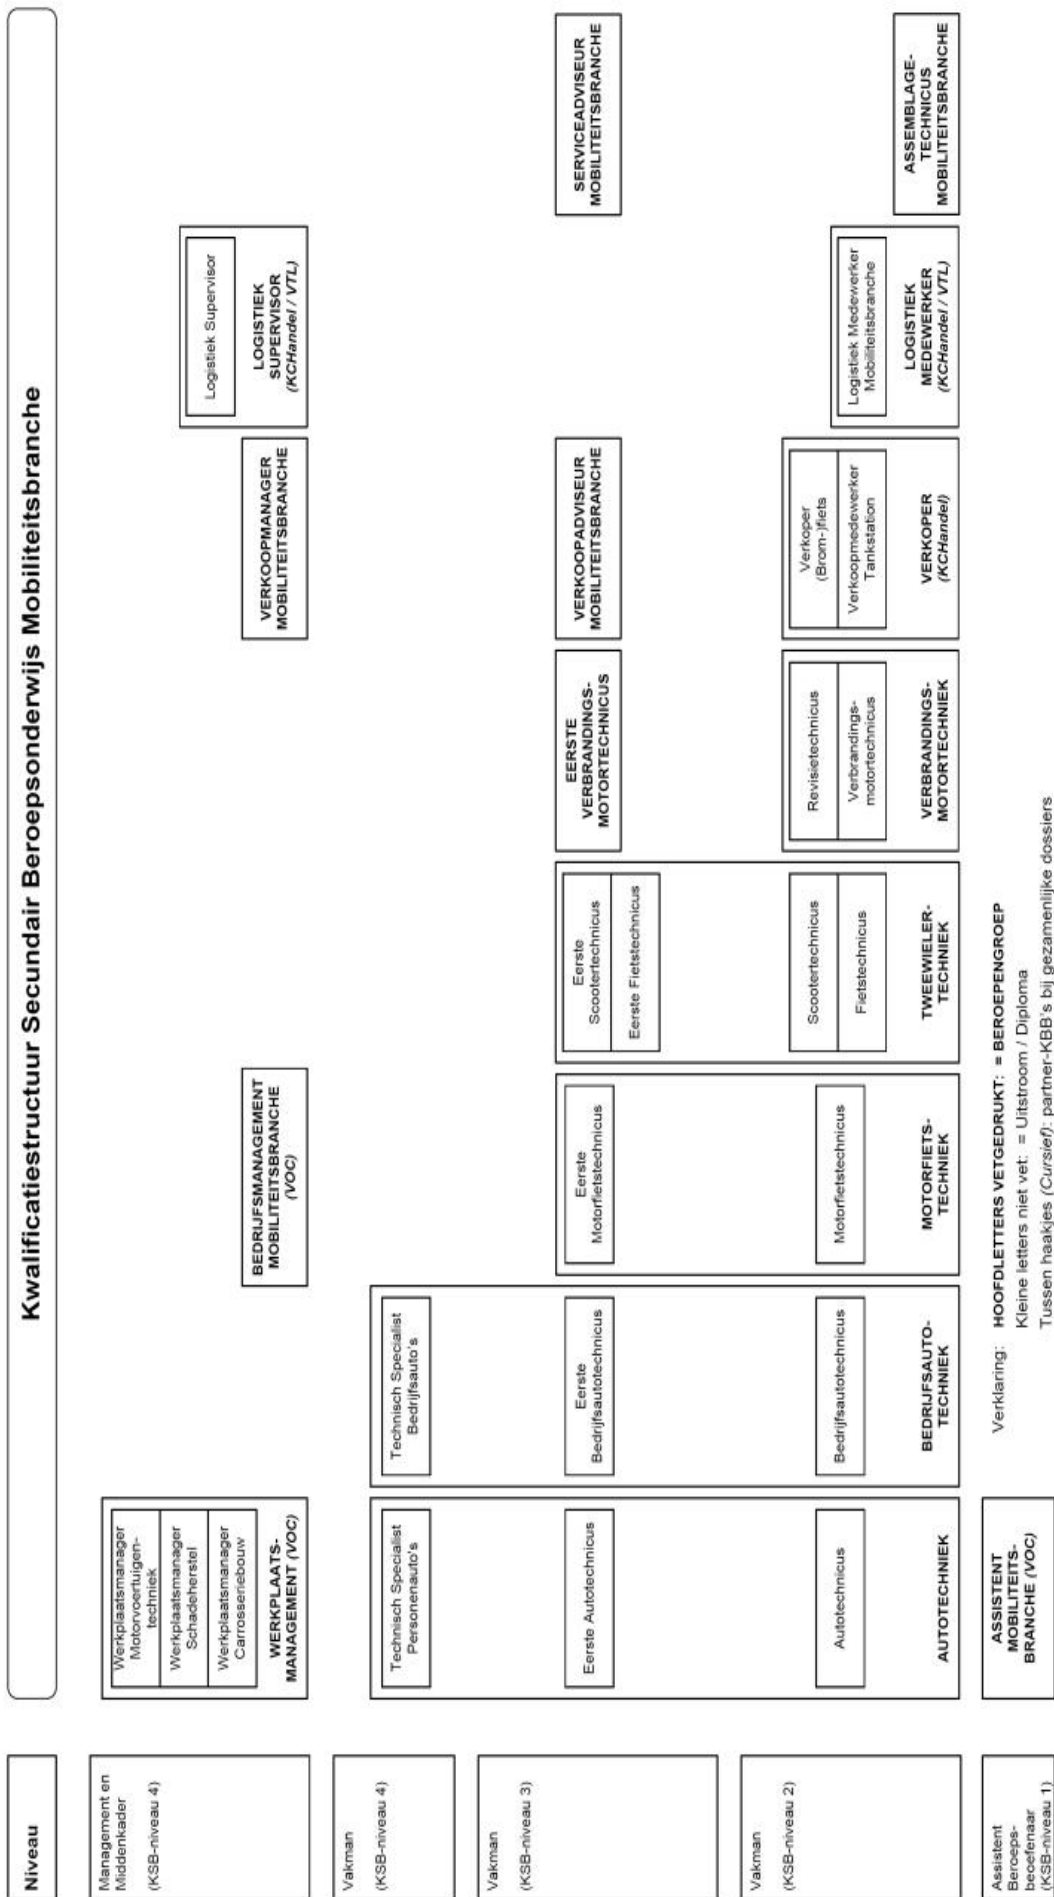 Kwalificatiestructuur Secundair Beroepsonderwijs Mobiliteitsbranche
Niveau
Management en
Middenkader
(KSB-niveau 4)
Werkplaatsmanager
Motorvoertuigen-
techniek
Werkplaatsmanager
Schadeherstel
Werkplaatsmanager
Carrosseriebouw
WERKPLAATS-
MANAGEMENT (VOC)
BEDRIJFSMANAGEMENT
MOBILITEITSBRANCHE
(VOC)
VERKOOPMANAGER
MOBILITEITSBRANCHE
Logistiek Supervisor
LOGISTIEK
SUPERVISOR
(KCHandel / VTL)
Vakman
(KSB-niveau 4)
Technisch Specialist
Personenauto's
Technisch Specialist
Bedrijfsauto's
Vakman
(KSB-niveau 3)
Eerste Autotechnicus
Eerste
Bedrijfsautotechnicus
Eerste
Motorfietstechnicus
Eerste
Scootertechnicus
Eerste Fietstechnicus
EERSTE
VERBRANDINGS-
MOTORTECHNICUS
VERKOOPADVISEUR
MOBILITEITSBRANCHE
SERVICEADVISEUR
MOBILITEITSBRANCHE
Vakman
(KSB-niveau 2)
Autotechnicus
AUTOTECHNIEK
Bedrijfsautotechnicus
BEDRIJFSAUTO-
TECHNIEK
Motorfietstechnicus
MOTORFIETS-
TECHNIEK
Scootertechnicus
Fietstechnicus
TWEEWIELER-
TECHNIEK
Revisietechnicus
Verbrandings-
motortechnicus
VERBRANDINGS-
MOTORTECHNIEK
Verkoper
(Brom-)fiets
Verkoopmedewerker
Tankstation
VERKOPER
(KCHandel)
Logistiek Medewerker
Mobiliteitsbranche
LOGISTIEK
MEDEWERKER
(KCHandel / VTL)
ASSEMBLAGE-
TECHNICUS
MOBILITEITSBRANCHE
Assistent
Beroeps-
beoefenaar
(KSB-niveau 1)
ASSISTENT
MOBILITEITS-
BRANCHE (VOC)
Verklaring: HOOFDLETTERS VETGEDRUKT: = BEROEPENGROEP
Kleine letters niet vet: = Uitstroom / Diploma
Tussen haakjes (Cursief): partner-KBB's bij gezamenlijke dossiers